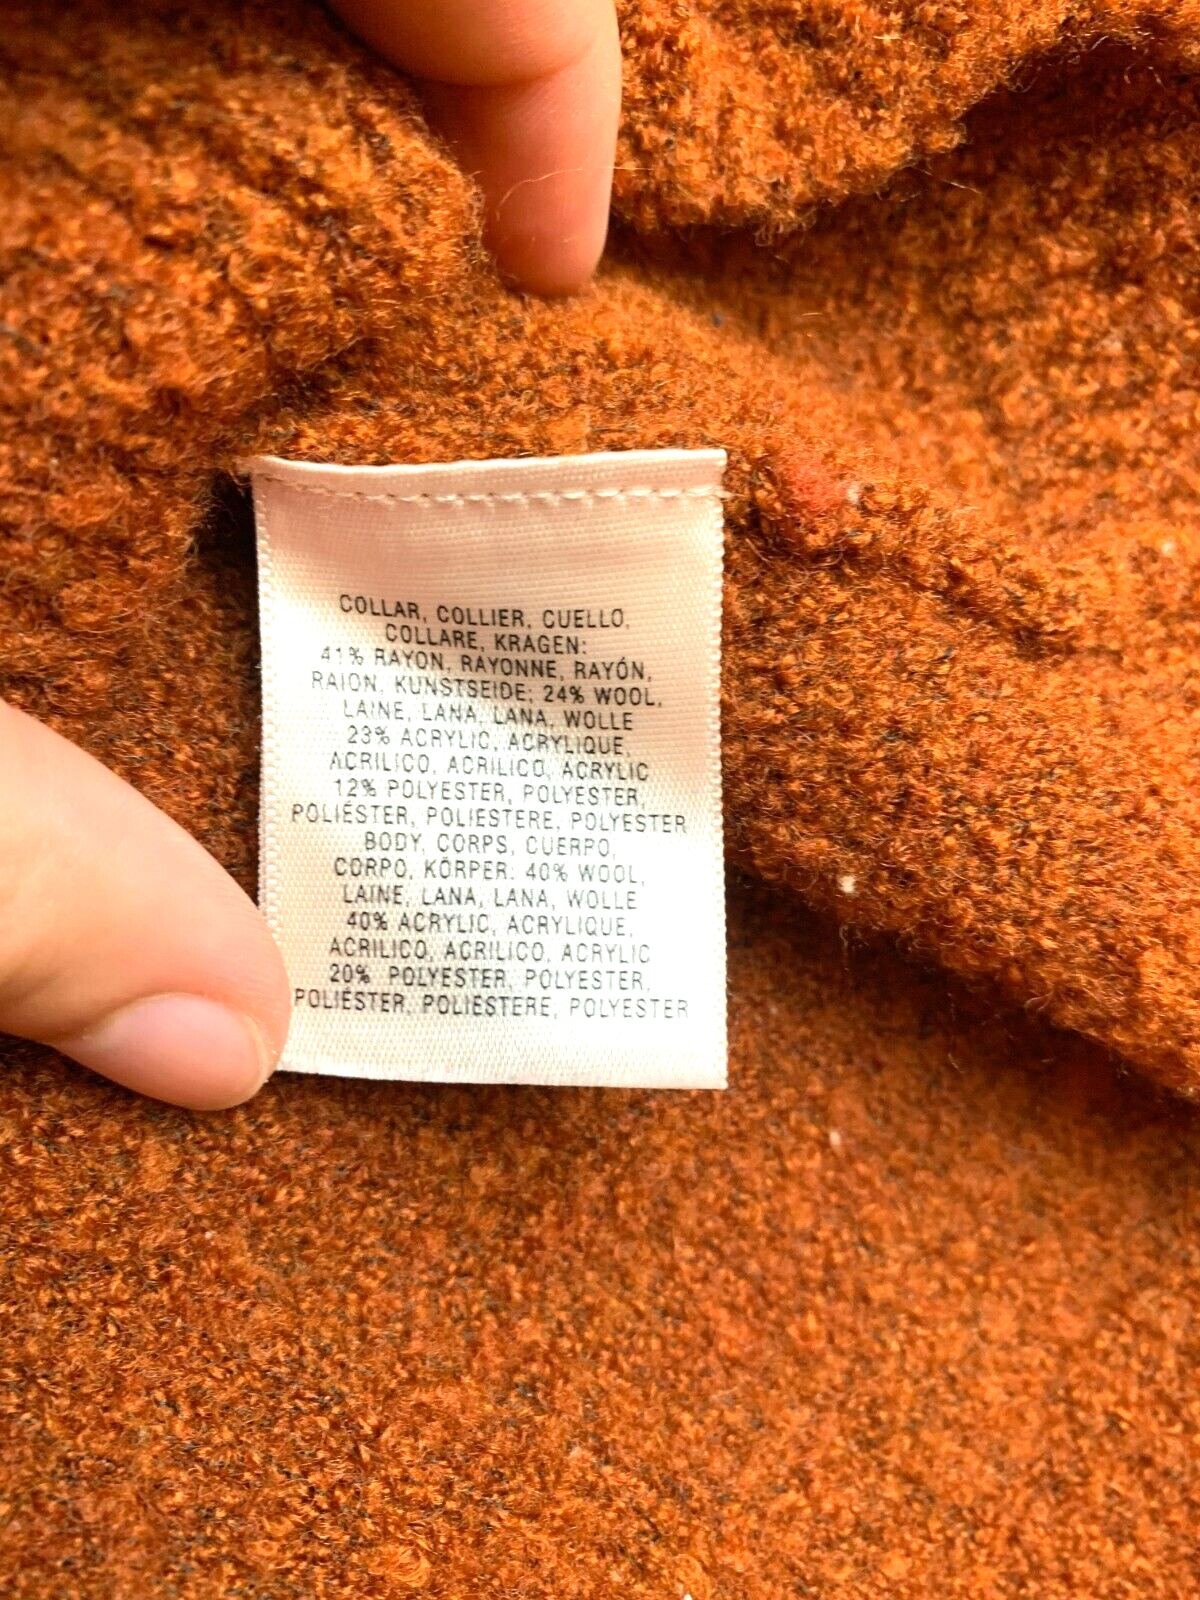 COLLAR, COLLIER, CUELLO,
COLLARE, KRAGEN:
41% RAYON, RAYONNE, RAYÓN,
RAION, KUNSTSEIDE; 24% WOOL,
LAINE, LANA, LANA, WOLLE
23% ACRYLIC, ACRYLIQUE,
ACRILICO, ACRILICO, ACRYLIC
12% POLYESTER, POLYESTER,
POLIÉSTER, POLIESTERE, POLYESTER
BODY, CORPS, CUERPO,
CORPO, KÖRPER: 40% WOOL,
LAINE, LANA, LANA, WOLLE
40% ACRYLIC, ACRYLIQUE,
ACRILICO, ACRILICO, ACRYLIC
20% POLYESTER, POLYESTER,
POLIÉSTER, POLIESTERE, POLYESTER